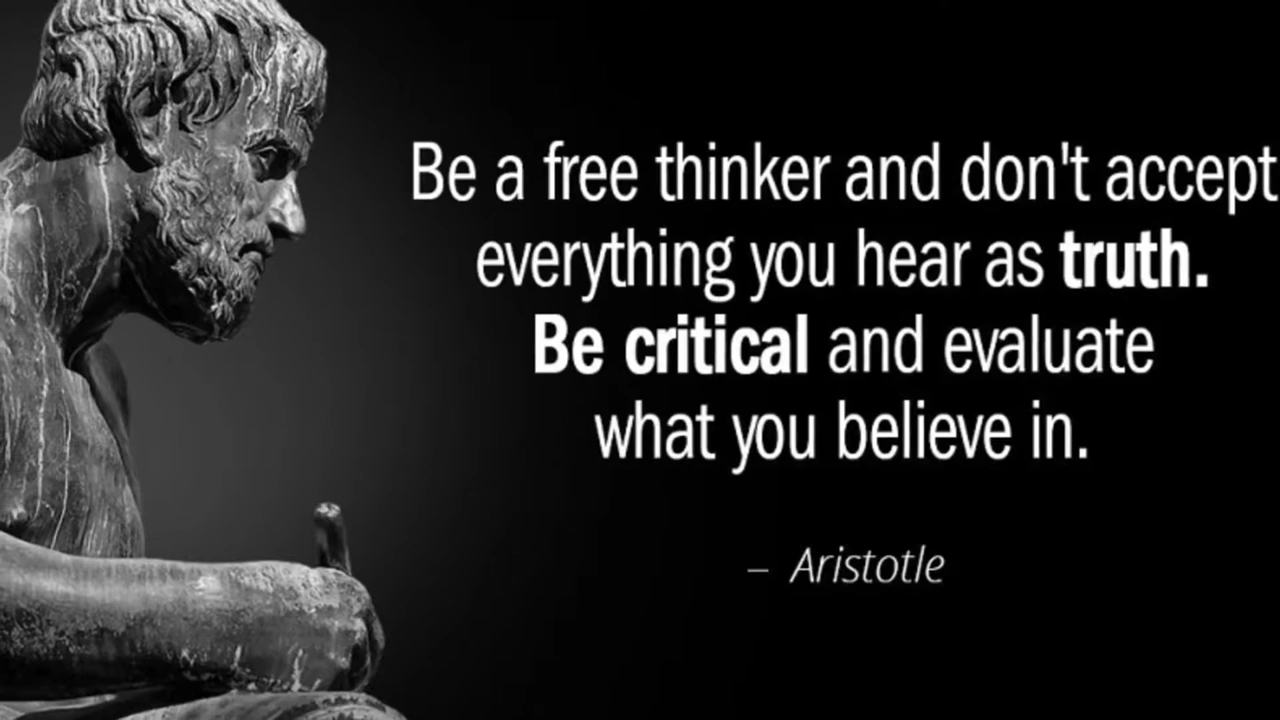 Be a free thinker and don't accept
everything you hear as truth.
Be critical and evaluate
what you believe in.
– Aristotle